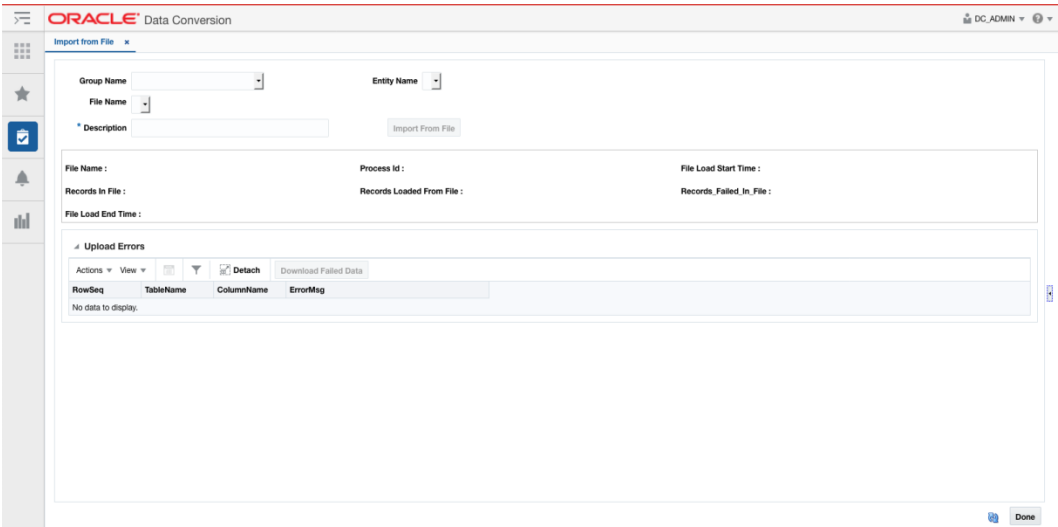 ORACLE® Data Conversion DC_ADMIN
Import from File ×
Group Name Entity Name
File Name
* Description Import From File
File Name : Process Id : File Load Start Time :
Records In File : Records Loaded From File : Records_Failed_In_File :
File Load End Time :
Upload Errors
Actions View Detach Download Failed Data
RowSeq TableName ColumnName ErrorMsg
No data to display.
Done